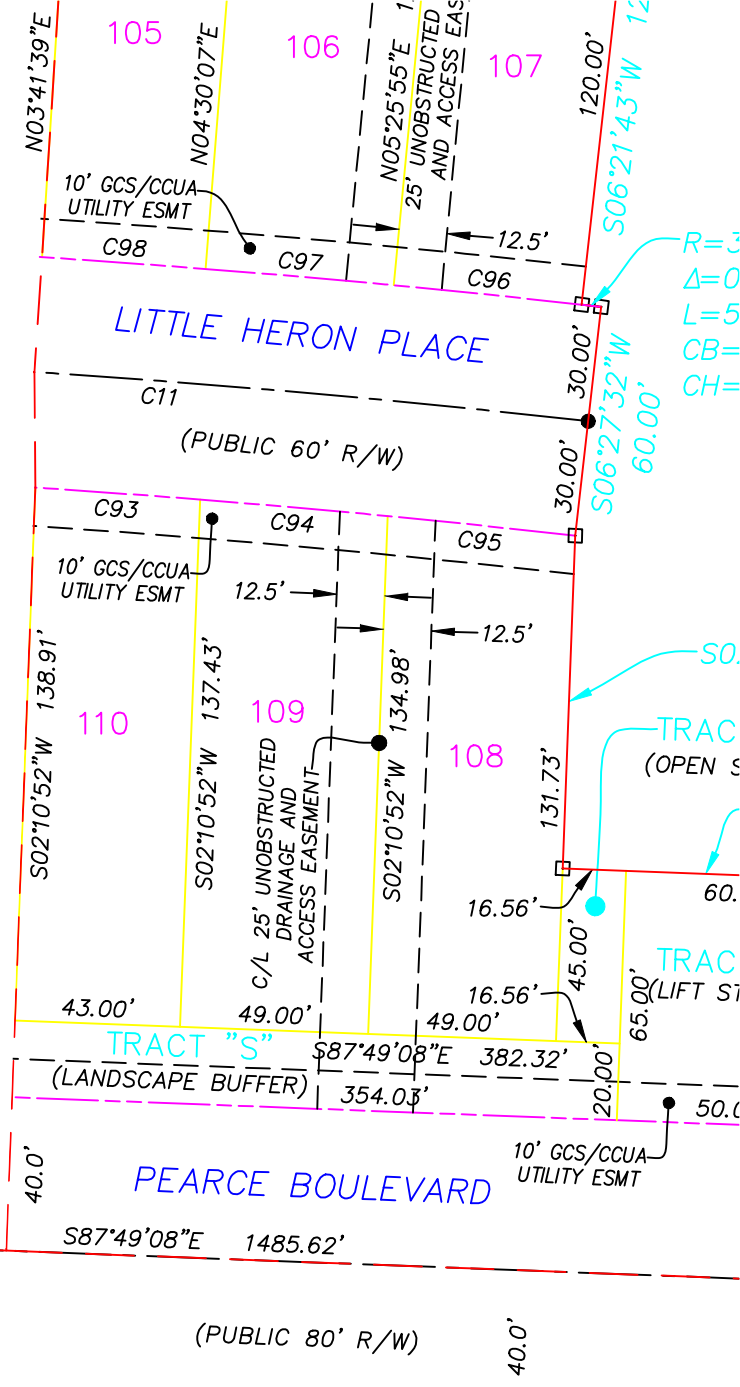 105
106
107
N03°41'39"E
N04°30'07"E
N05°25'55"E
25' UNOBSTRUCTED
AND ACCESS
120.00'
S06°21'43"W
10' GCS/CCUA
UTILITY ESMT
12.5'
C98
C97
C96
R=3
Δ=0
L=5
CB=
CH=
LITTLE HERON PLACE
30.00'
S06°27'32"W
60.00'
C11
(PUBLIC 60' R/W)
30.00'
C93
C94
C95
10' GCS/CCUA
UTILITY ESMT
12.5'
12.5'
110
109
108
S02°10'52"W 138.91'
S02°10'52"W 137.43'
C/L 25' UNOBSTRUCTED
DRAINAGE AND
ACCESS EASEMENT
S02°10'52"W 134.98'
131.73'
TRAC
(OPEN S
16.56'
60.
45.00'
TRAC
(LIFT ST
65.00'
16.56'
43.00'
49.00'
49.00'
TRACT "S"
S87°49'08"E 382.32'
(LANDSCAPE BUFFER)
354.03'
20.00'
50.0
10' GCS/CCUA
UTILITY ESMT
40.0'
PEARCE BOULEVARD
S87°49'08"E 1485.62'
(PUBLIC 80' R/W)
40.0'